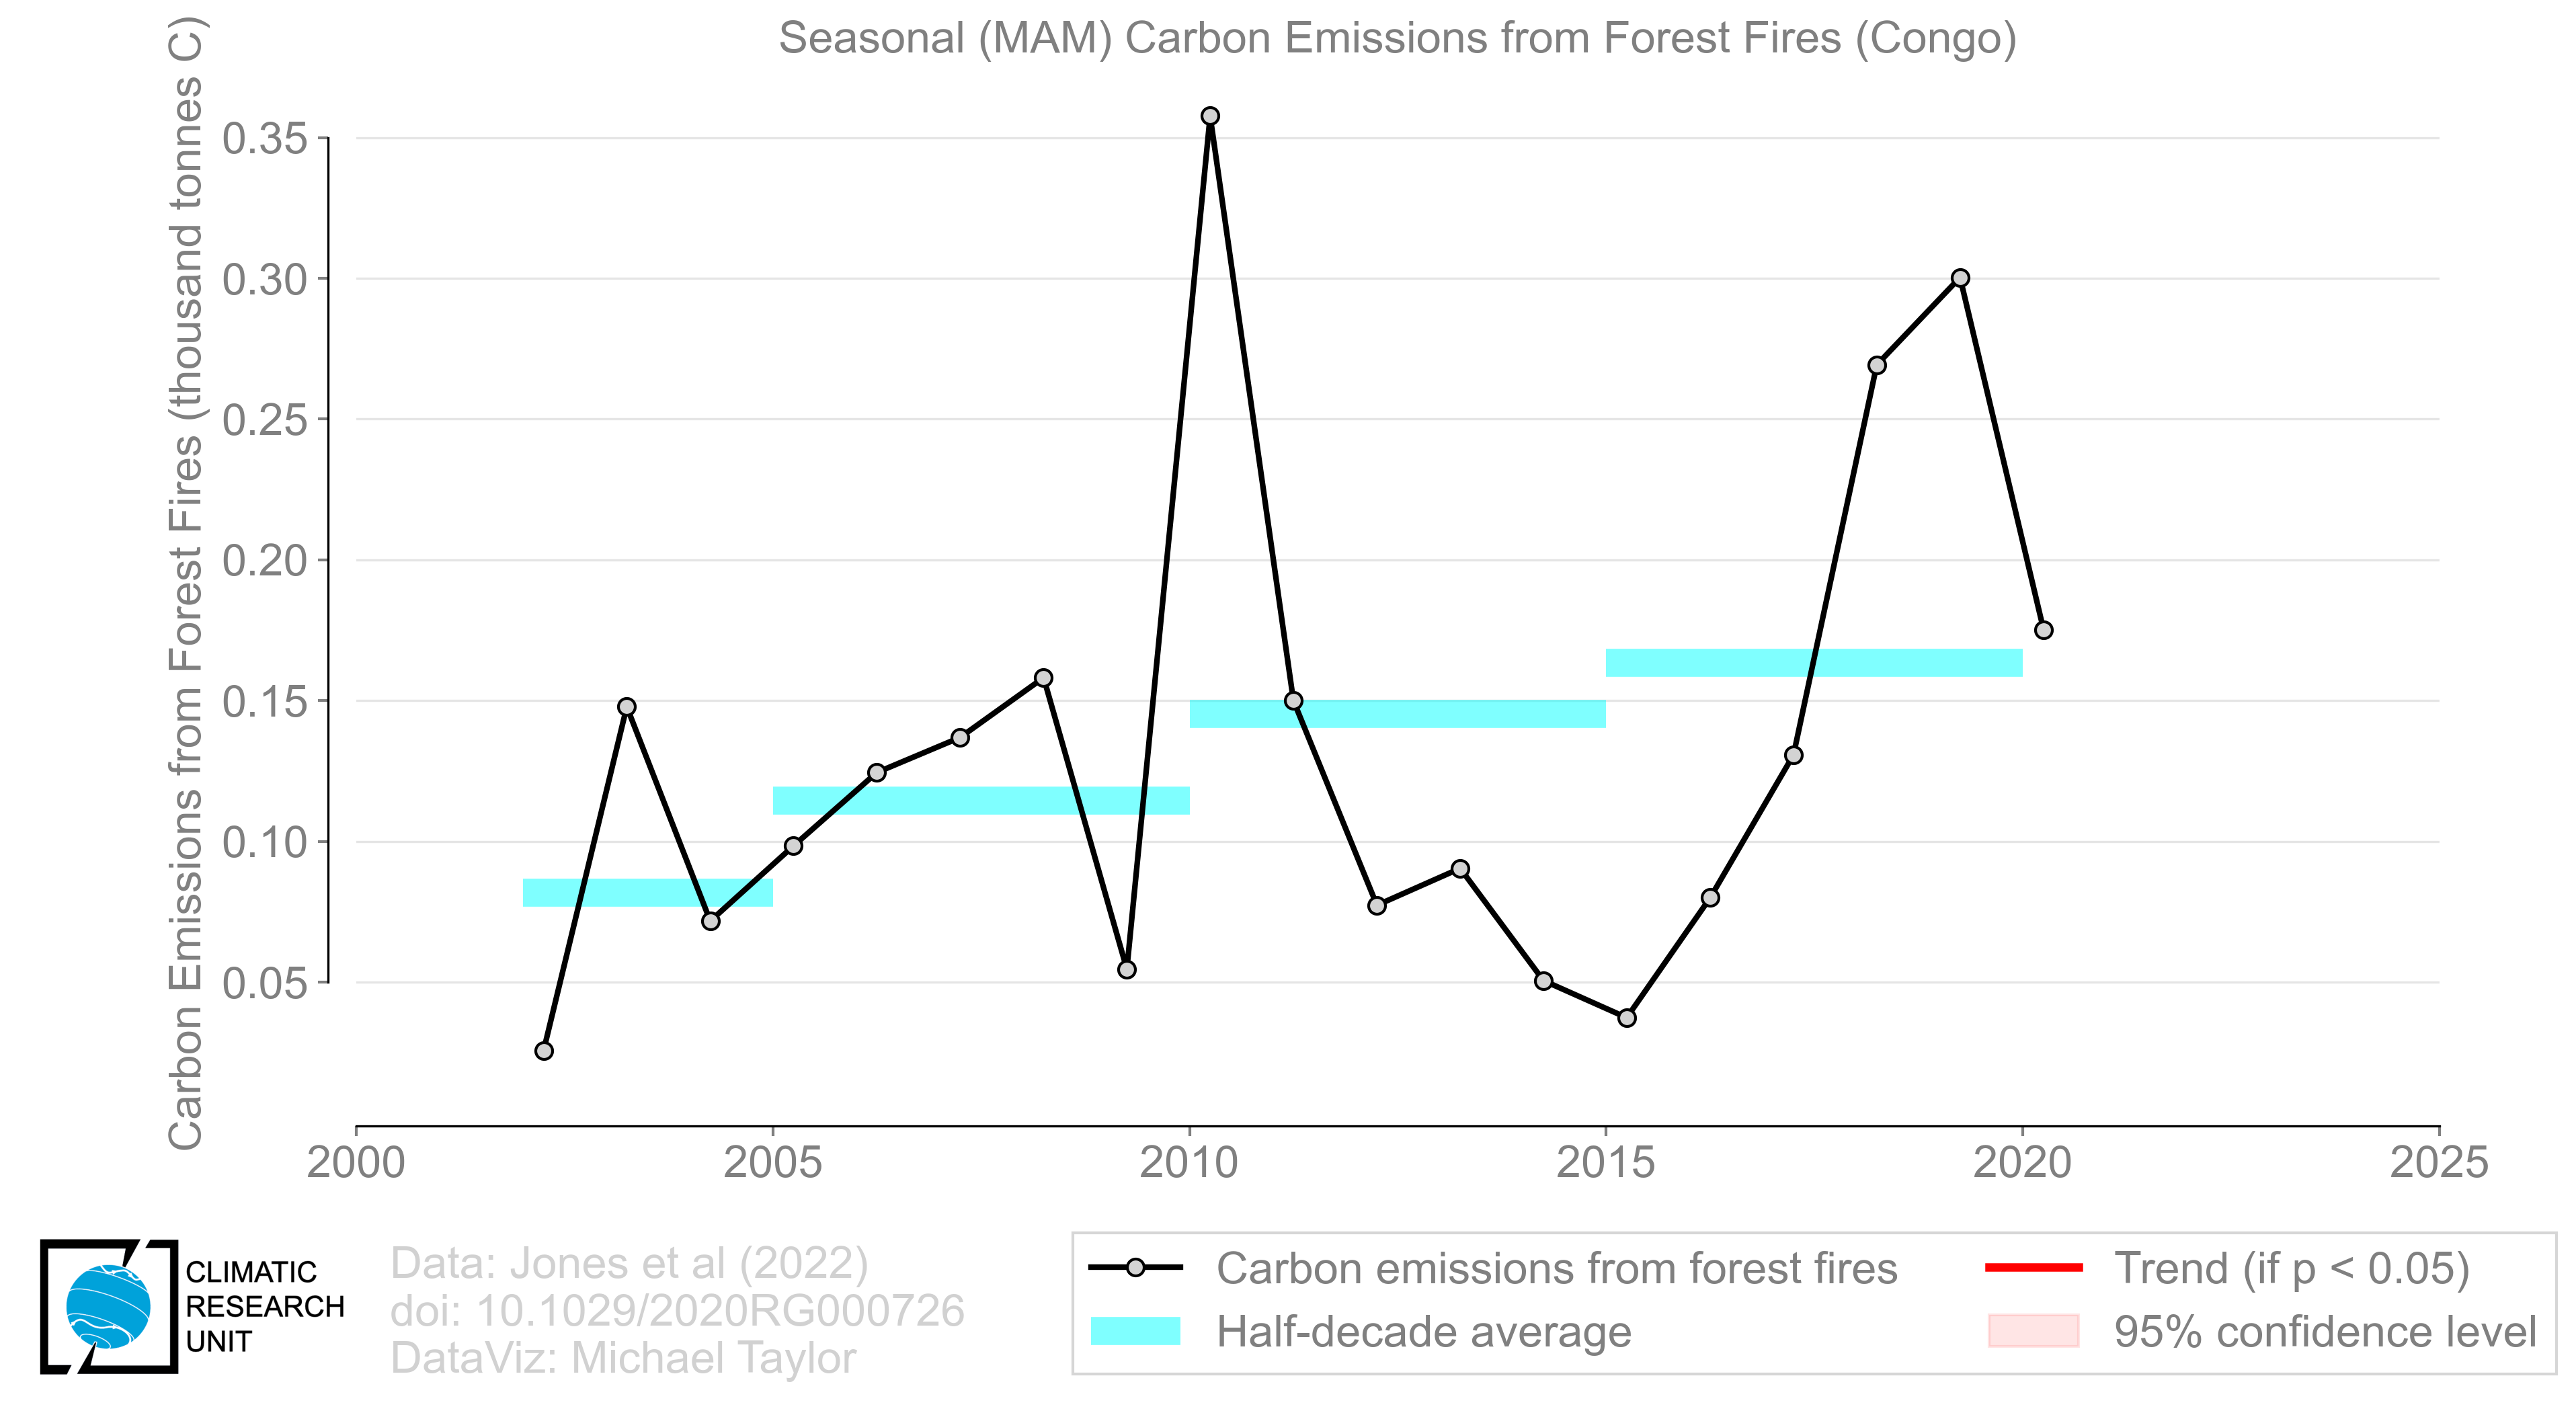 Seasonal (MAM) Carbon Emissions from Forest Fires (Congo)
Carbon Emissions from Forest Fires (thousand tonnes C)
0.35
0.30
0.25
0.20
0.15
0.10
0.05
2000 2005 2010 2015 2020 2025
CLIMATIC
RESEARCH
UNIT
Data: Jones et al (2022)
doi: 10.1029/2020RG000726
DataViz: Michael Taylor
Carbon emissions from forest fires
Half-decade average
Trend (if p < 0.05)
95% confidence level